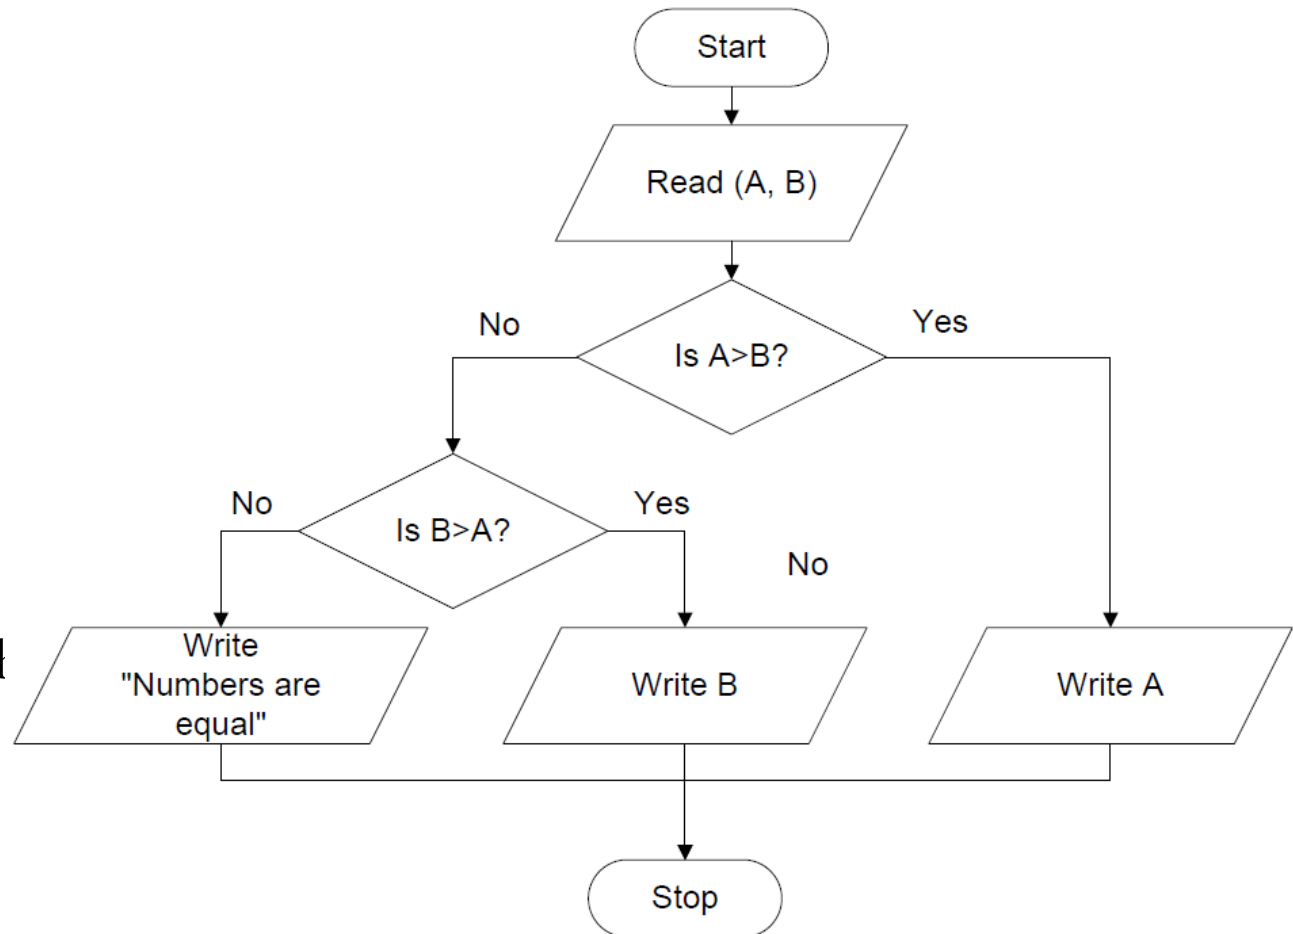 Start
Read (A, B)
No
Yes
Is A>B?
No
Yes
Is B>A?
No
Write
"Numbers are
equal"
Write B
Write A
Stop